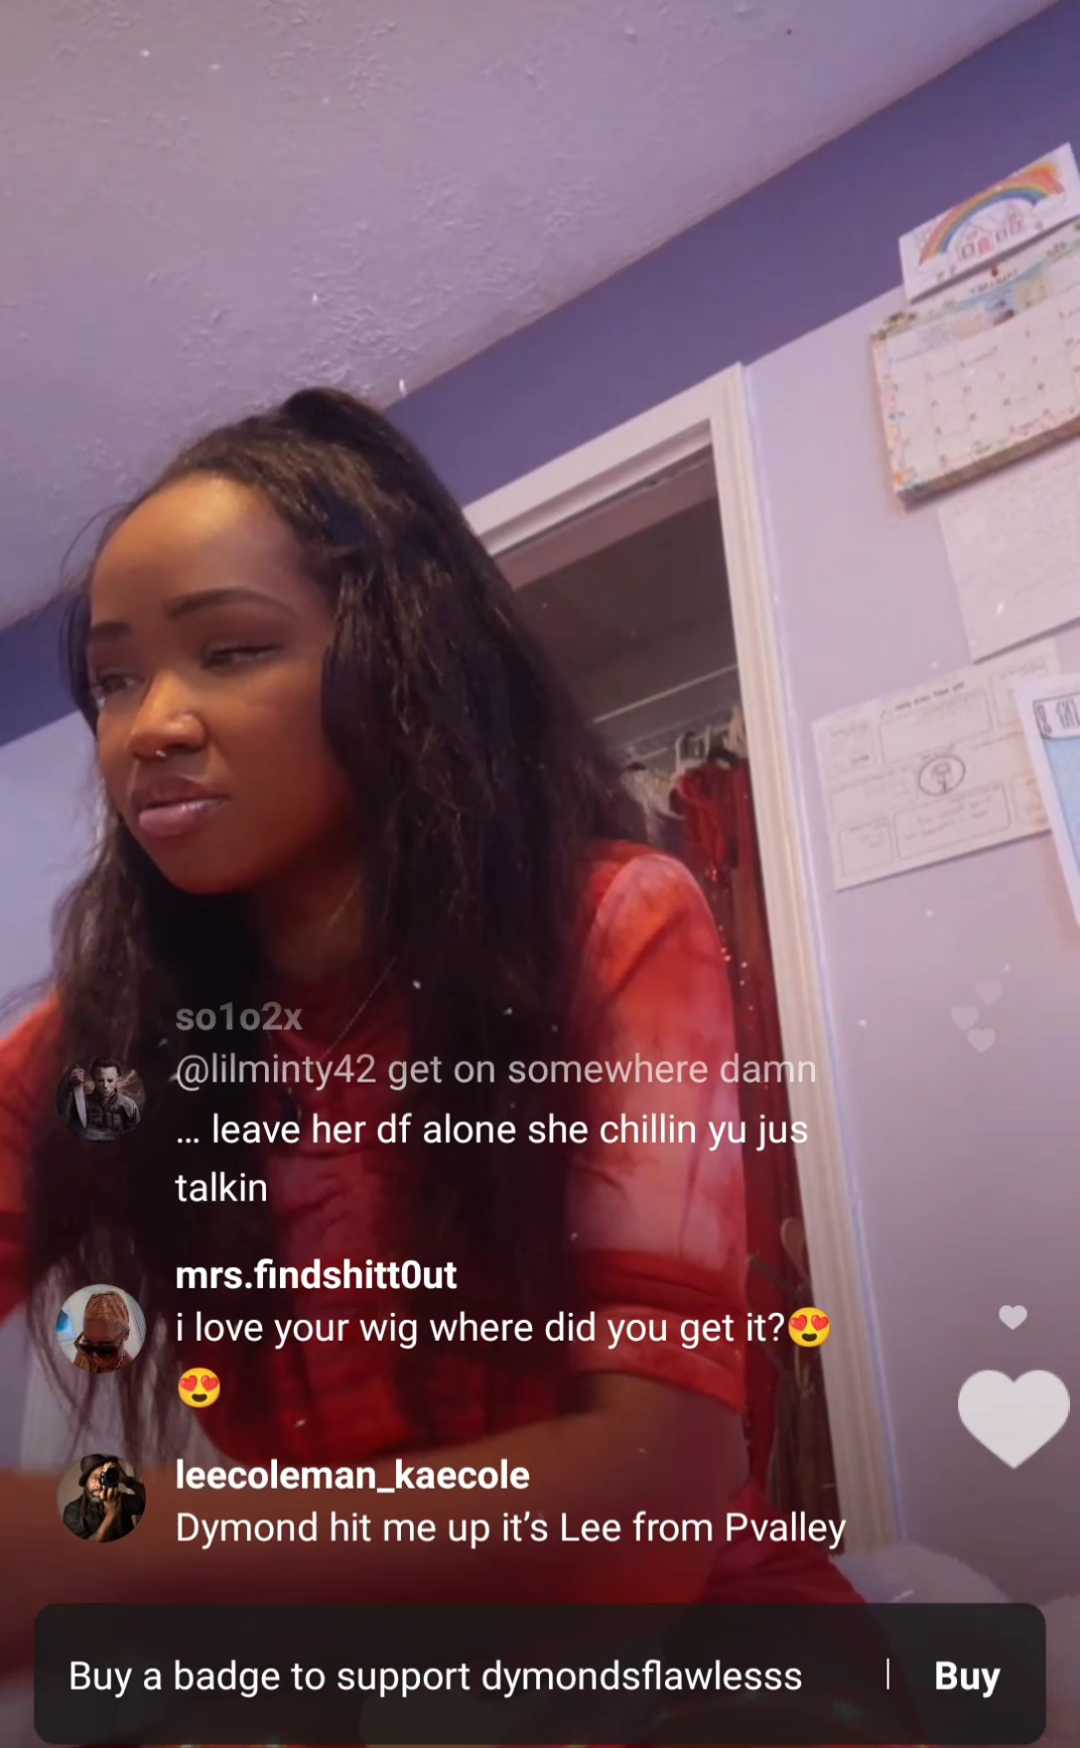 so1o2x
@lilminty42 get on somewhere damn
... leave her df alone she chillin yu jus
talkin
mrs.findshitt0ut
i love your wig where did you get it?😍
😍
leecoleman_kaecole
Dymond hit me up it’s Lee from Pvalley
Buy a badge to support dymondsflawlesss | Buy